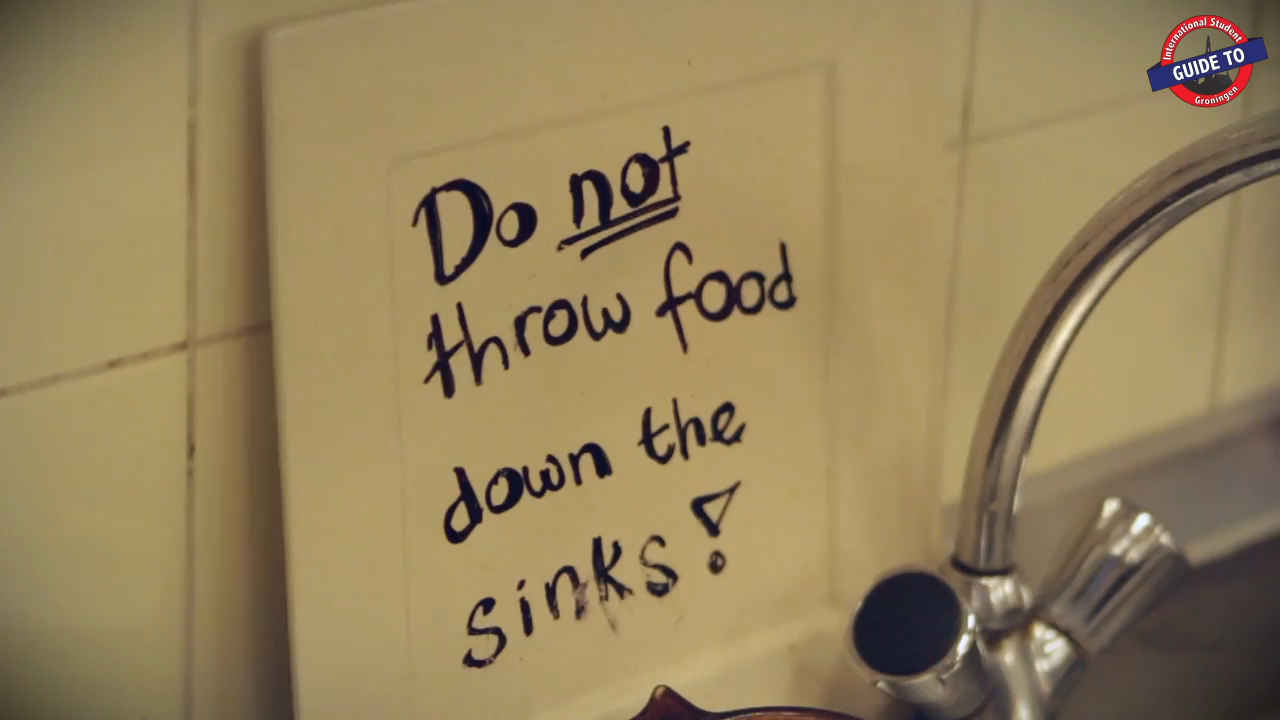 International Student
GUIDE TO
Groningen
Do not
throw food
down the
sinks!